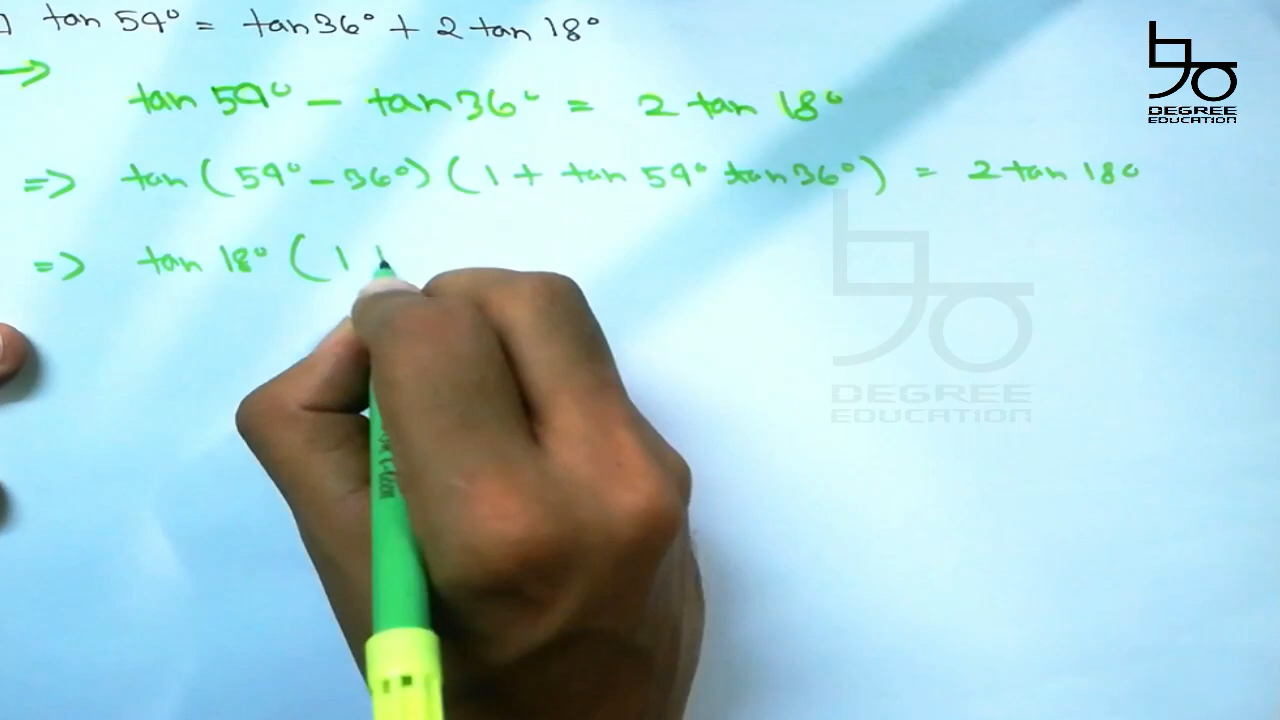 tan 54° = tan 36° + 2 tan 18°
→ tan 54° - tan 36° = 2 tan 18°
=> tan (54° - 36°) (1 + tan 54° tan 36°) = 2 tan 18°
=> tan 18° ( 1
DEGREE
EDUCATION
DEGREE
EDUCATION